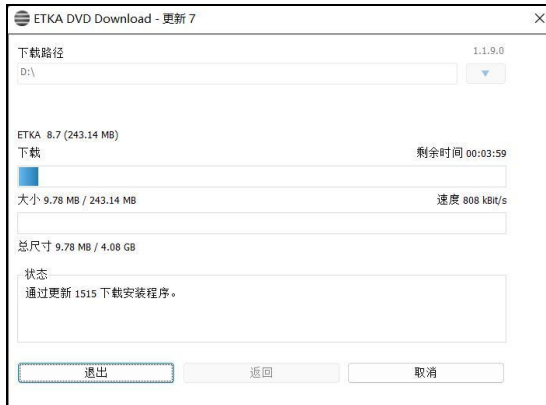 ETKA DVD Download - 更新 7
下载路径 1.1.9.0
D:\
ETKA 8.7 (243.14 MB)
下载 剩余时间 00:03:59
大小 9.78 MB / 243.14 MB 速度 808 kBit/s
总尺寸 9.78 MB / 4.08 GB
状态
通过更新 1515 下载安装程序。
退出 返回 取消